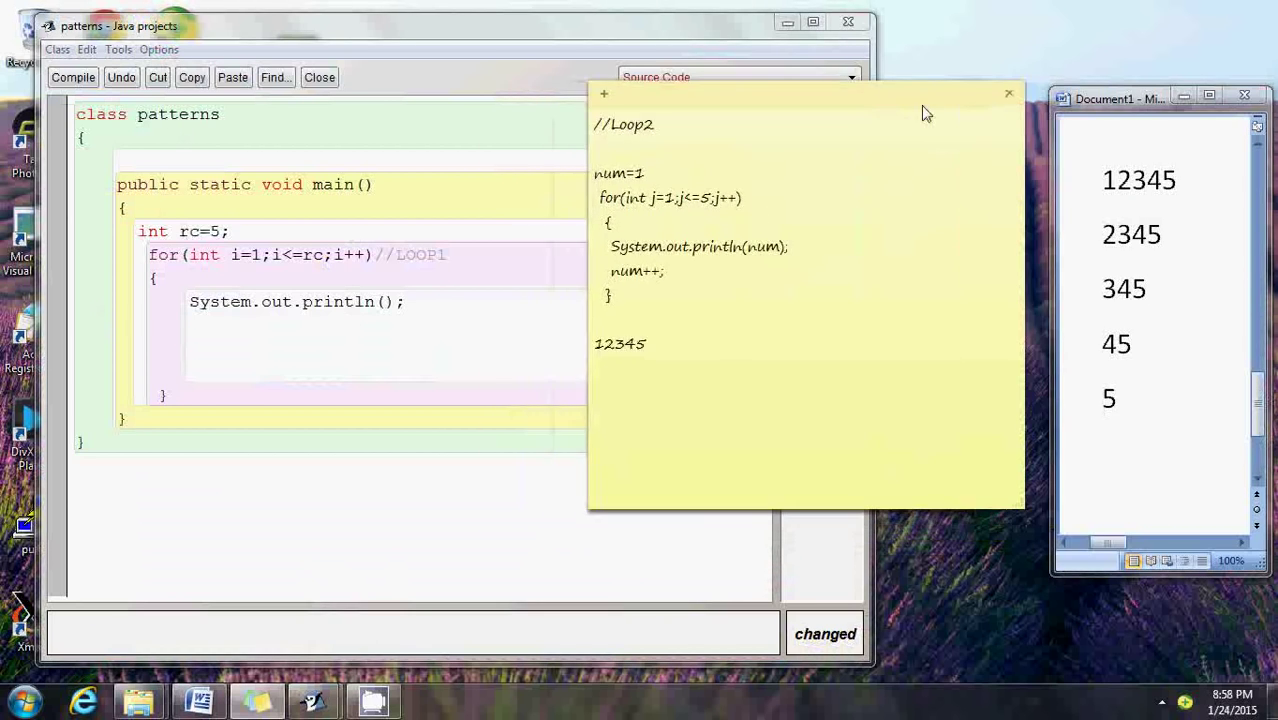 patterns - Java projects
Class Edit Tools Options
Compile Undo Cut Copy Paste Find... Close Source Code
class patterns
{
public static void main()
{
int rc=5;
for(int i=1;i<=rc;i++)//LOOP1
{
System.out.println();
}
}
}
changed
//Loop2
num=1
for(int j=1;j<=5;j++)
{
System.out.println(num);
num++;
}
12345
Document1 - Mi...
12345
2345
345
45
5
100%
8:58 PM
1/24/2015